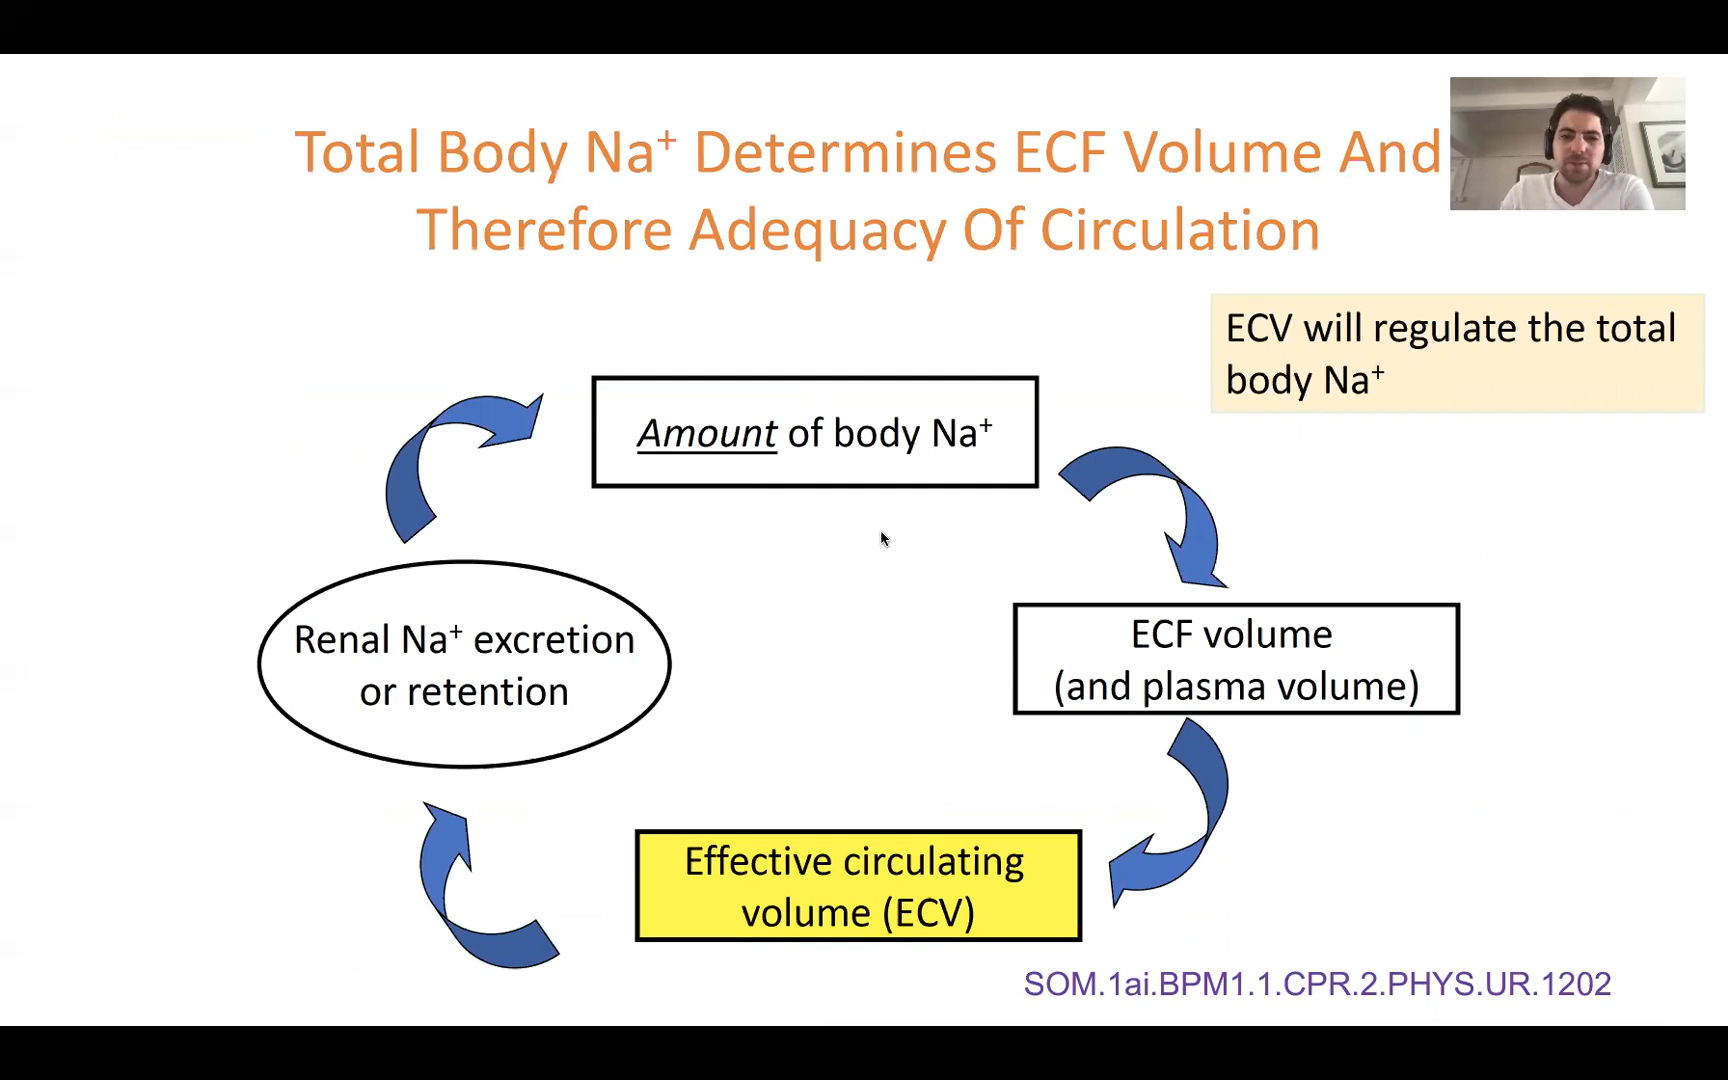 Total Body Na⁺ Determines ECF Volume And
Therefore Adequacy Of Circulation
ECV will regulate the total
body Na⁺
Amount of body Na⁺
Renal Na⁺ excretion
or retention
ECF volume
(and plasma volume)
Effective circulating
volume (ECV)
SOM.1ai.BPM1.1.CPR.2.PHYS.UR.1202